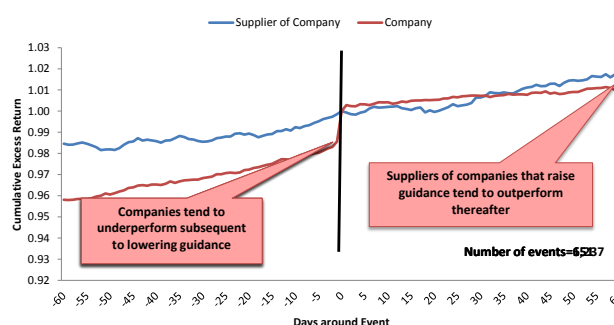 Supplier of Company
Company
1.03
1.02
1.01
1.00
0.99
0.98
0.97
0.96
0.95
0.94
0.93
0.92
Cumulative Excess Return
Companies tend to
underperform subsequent
to lowering guidance
Suppliers of companies that raise
guidance tend to outperform
thereafter
Number of events=
-60 -55 -50 -45 -40 -35 -30 -25 -20 -15 -10 -5 0 5 10 15 20 25 30 35 40 45 50 55
Days around Event